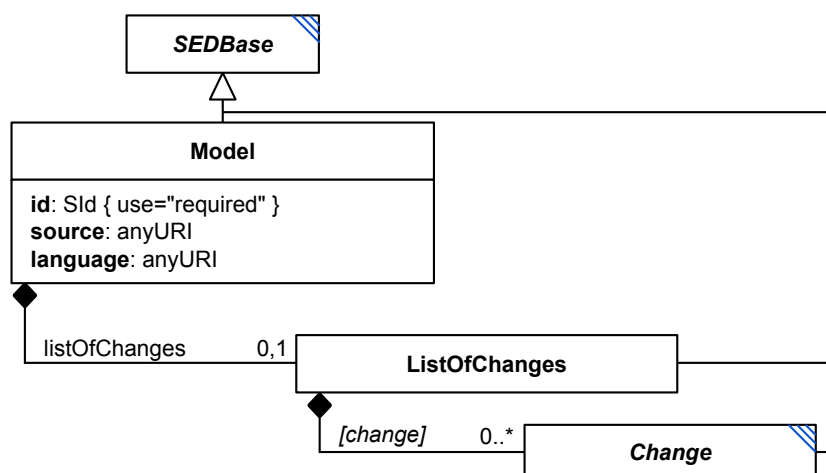 SEDBase
Model
id: SId { use="required" }
source: anyURI
language: anyURI
listOfChanges 0,1
ListOfChanges
[change] 0..*
Change